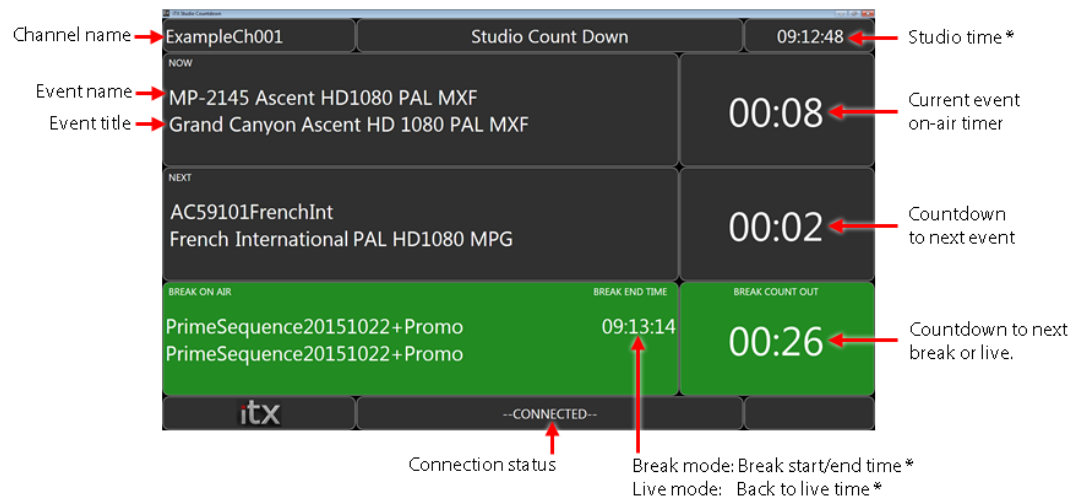 iTX Studio Countdown
Channel name
ExampleCh001
Studio Count Down
09:12:48
Studio time *
NOW
Event name
MP-2145 Ascent HD1080 PAL MXF
Event title
Grand Canyon Ascent HD 1080 PAL MXF
00:08
Current event
on-air timer
NEXT
AC59101FrenchInt
French International PAL HD1080 MPG
00:02
Countdown
to next event
BREAK ON AIR
BREAK END TIME
BREAK COUNT OUT
PrimeSequence20151022+Promo
09:13:14
PrimeSequence20151022+Promo
00:26
Countdown to next
break or live.
itx
--CONNECTED--
Connection status
Break mode: Break start/end time *
Live mode: Back to live time *